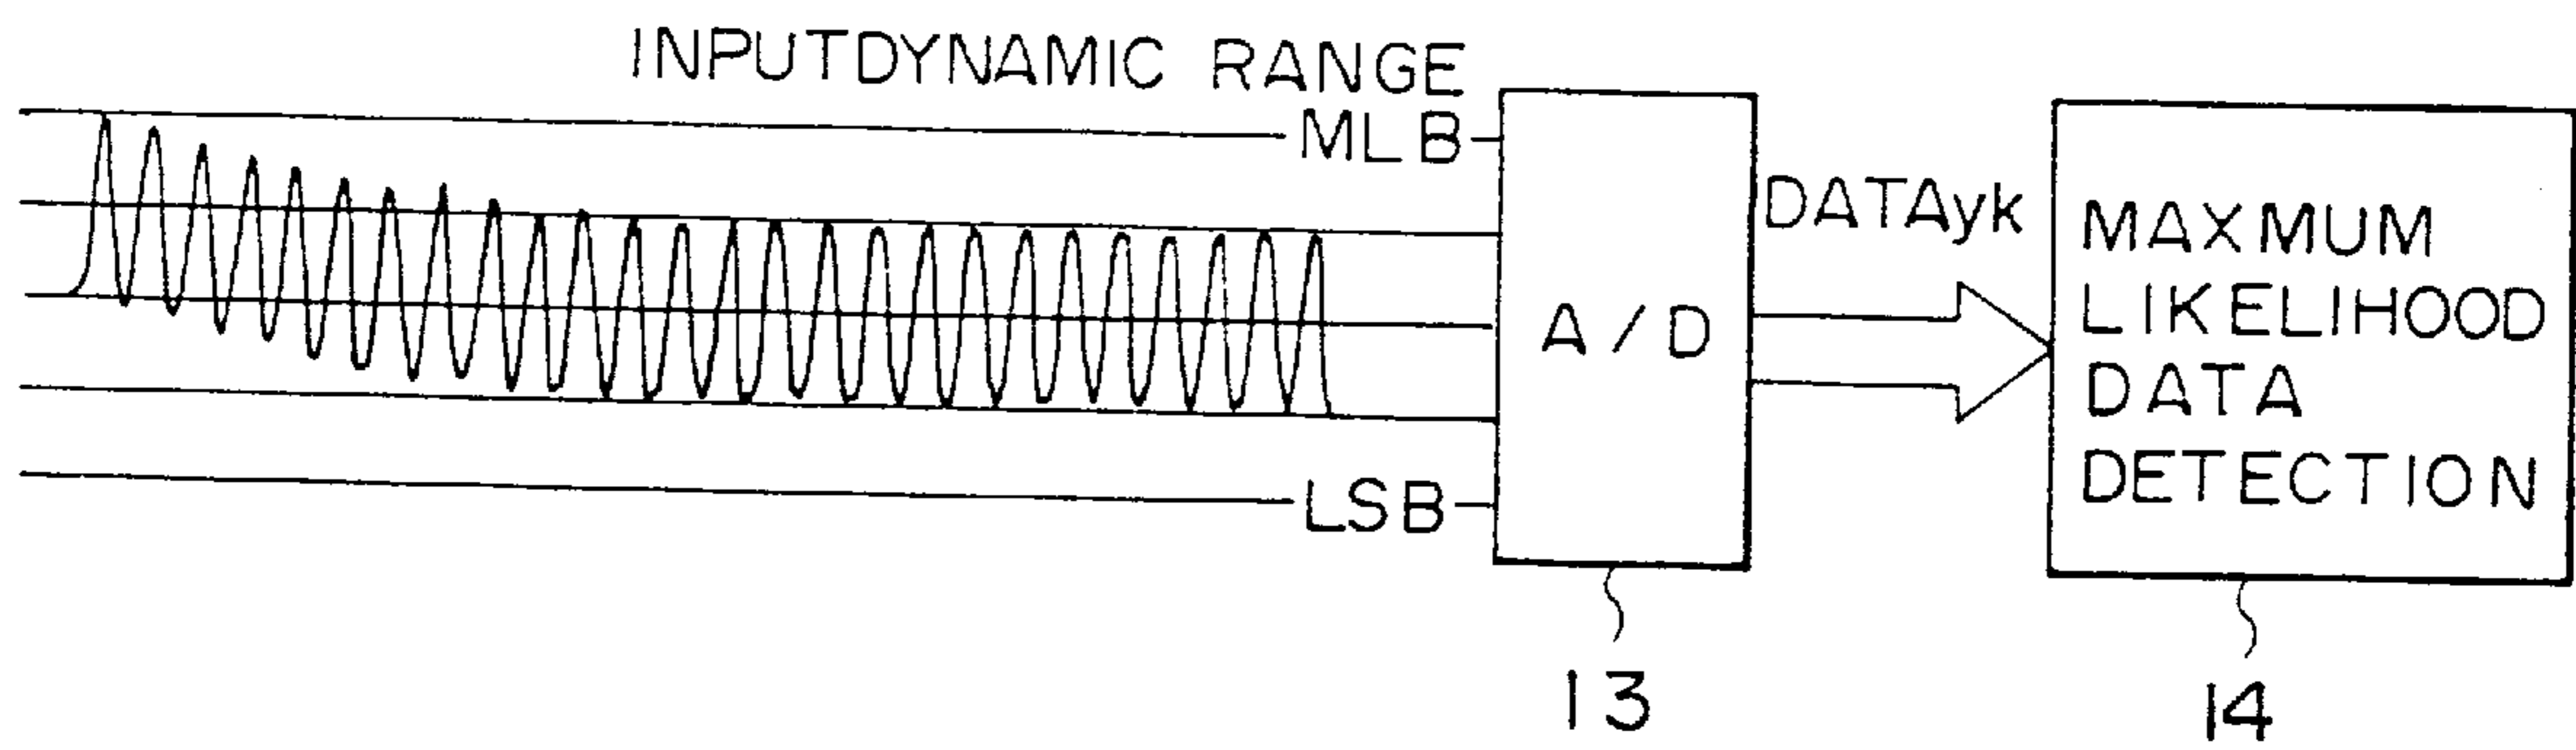 INPUTDYNAMIC RANGE
MLB
LSB
A/D
DATAyk
MAXMUM
LIKELIHOOD
DATA
DETECTION
13
14